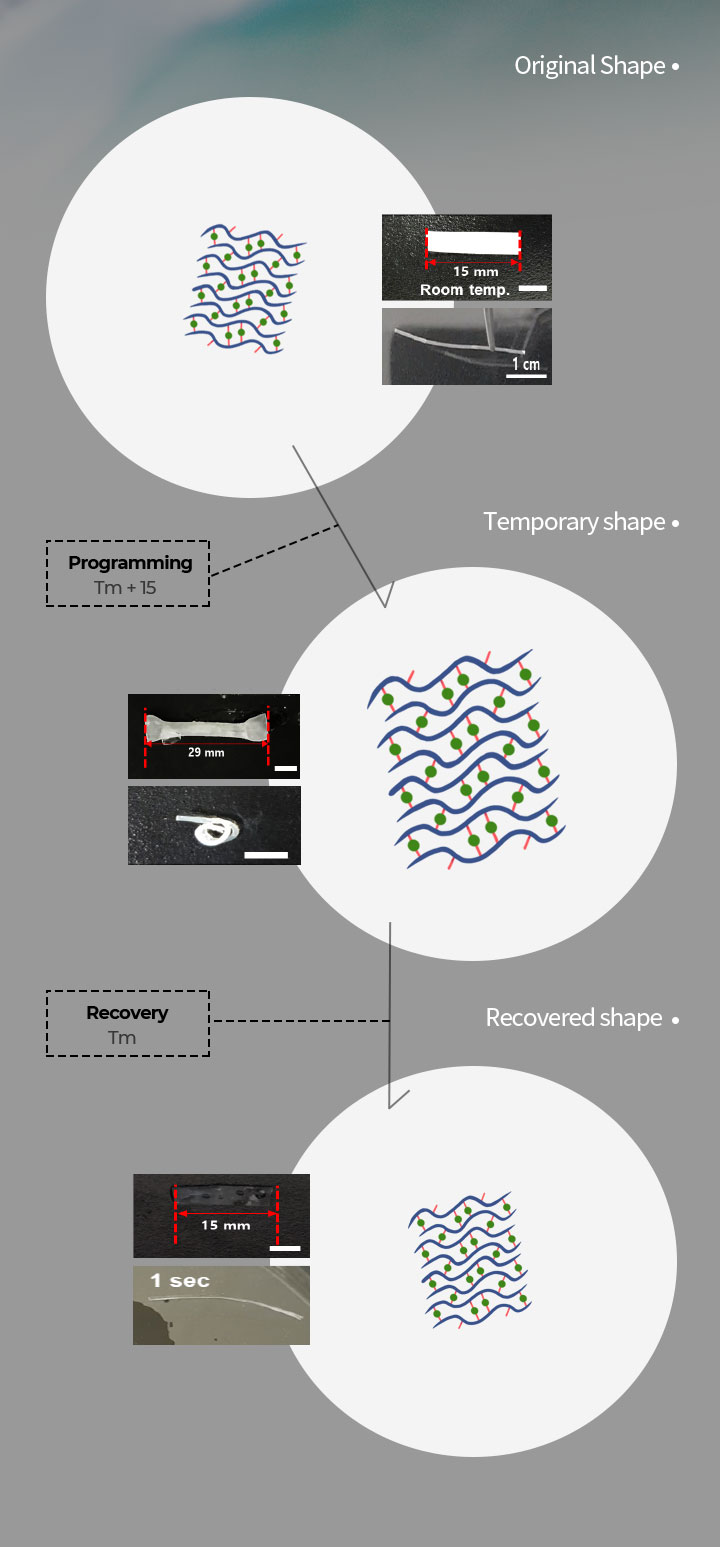 Original Shape •
15 mm
Room temp.
1 cm
Temporary shape •
Programming
Tm + 15
29 mm
Recovery
Tm
Recovered shape •
15 mm
1 sec